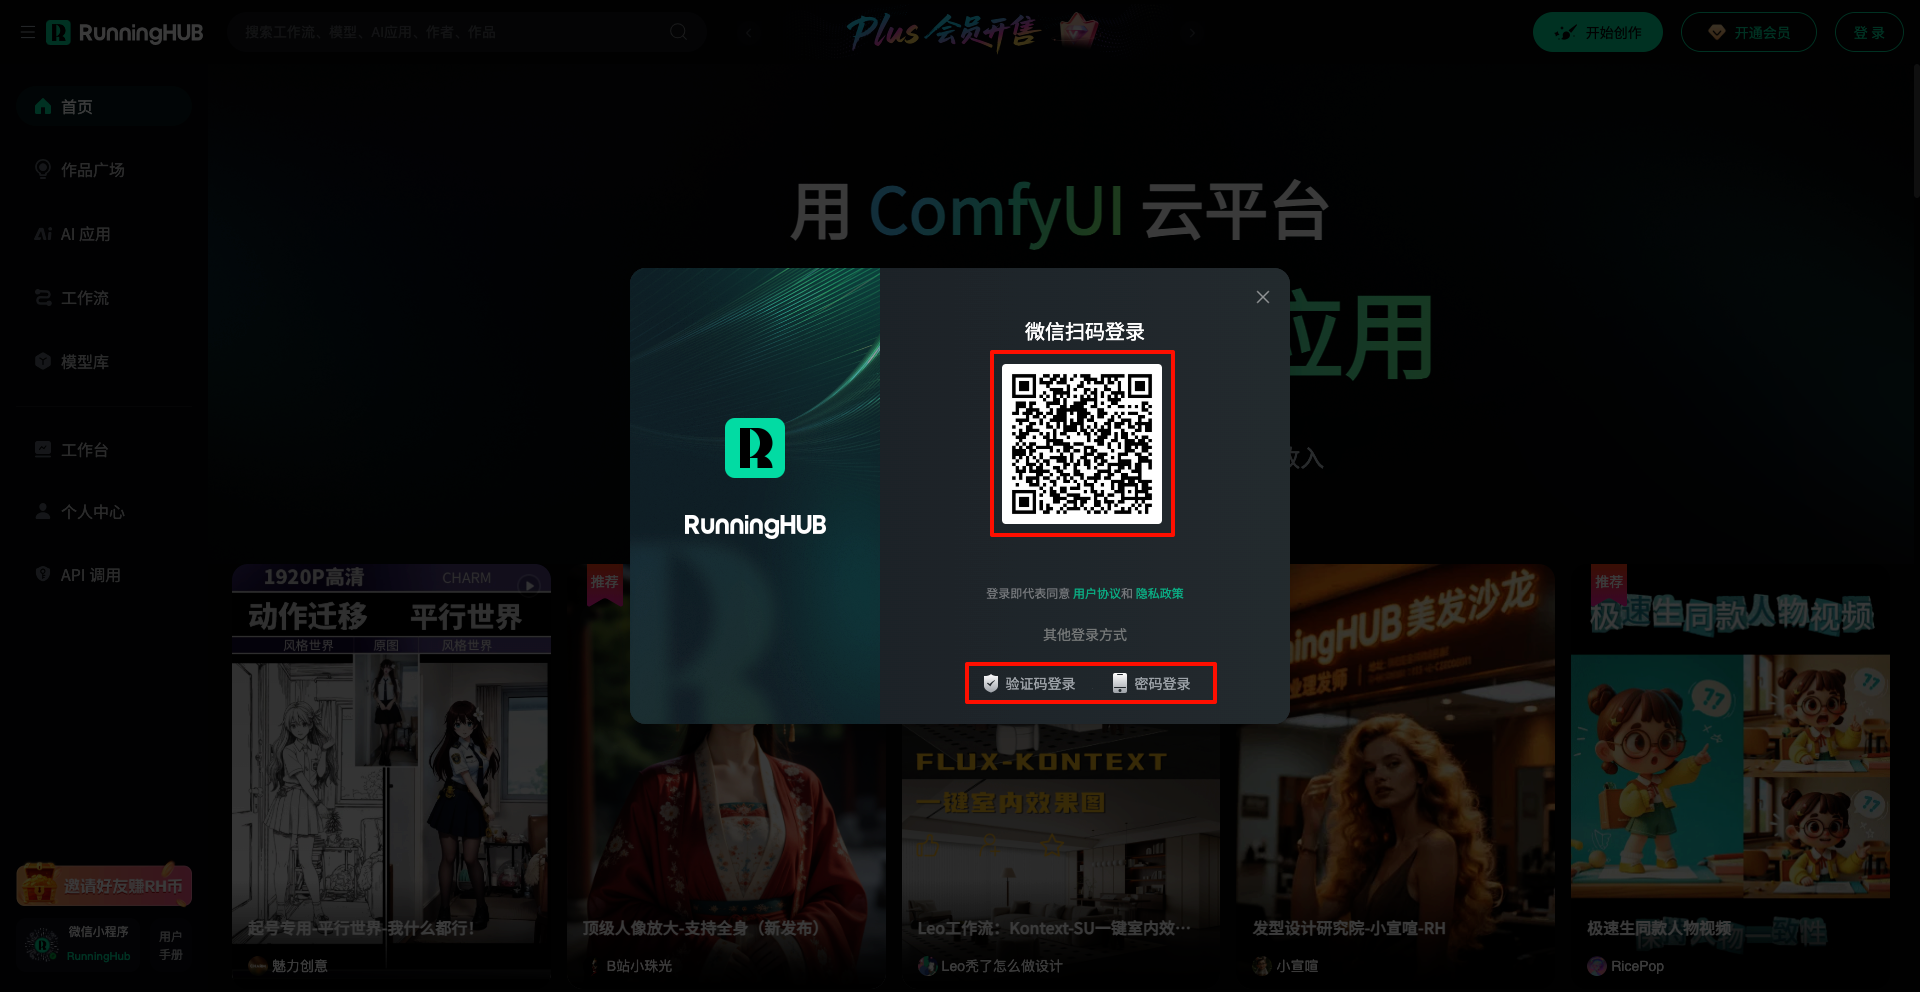 RunningHUB
搜索工作流、模型、AI应用、作者、作品
Plus 会员开售
开始创作
开通会员
登 录
首页
作品广场
AI 应用
工作流
模型库
工作台
个人中心
API 调用
邀请好友赚RH币
微信小程序
RunningHub
用户
手册
用 ComfyUI 云平台
应用
收入
微信扫码登录
RunningHUB
登录即代表同意 用户协议和 隐私政策
其他登录方式
验证码登录
密码登录
1920P高清
CHARM
动作迁移
平行世界
风格世界
原图
风格世界
起号专用-平行世界-我什么都行！
魅力创意
推荐
顶级人像放大-支持全身（新发布）
B站小珠光
FLUX-KONTEXT
一键室内效果图
Leo工作流：Kontext-SU一键室内效…
Leo秃了怎么做设计
ningHUB 美发沙龙
业理发师
发型设计研究院-小宣喧-RH
小宣喧
推荐
极速生同款人物视频
极速生同款人物视频
RicePop